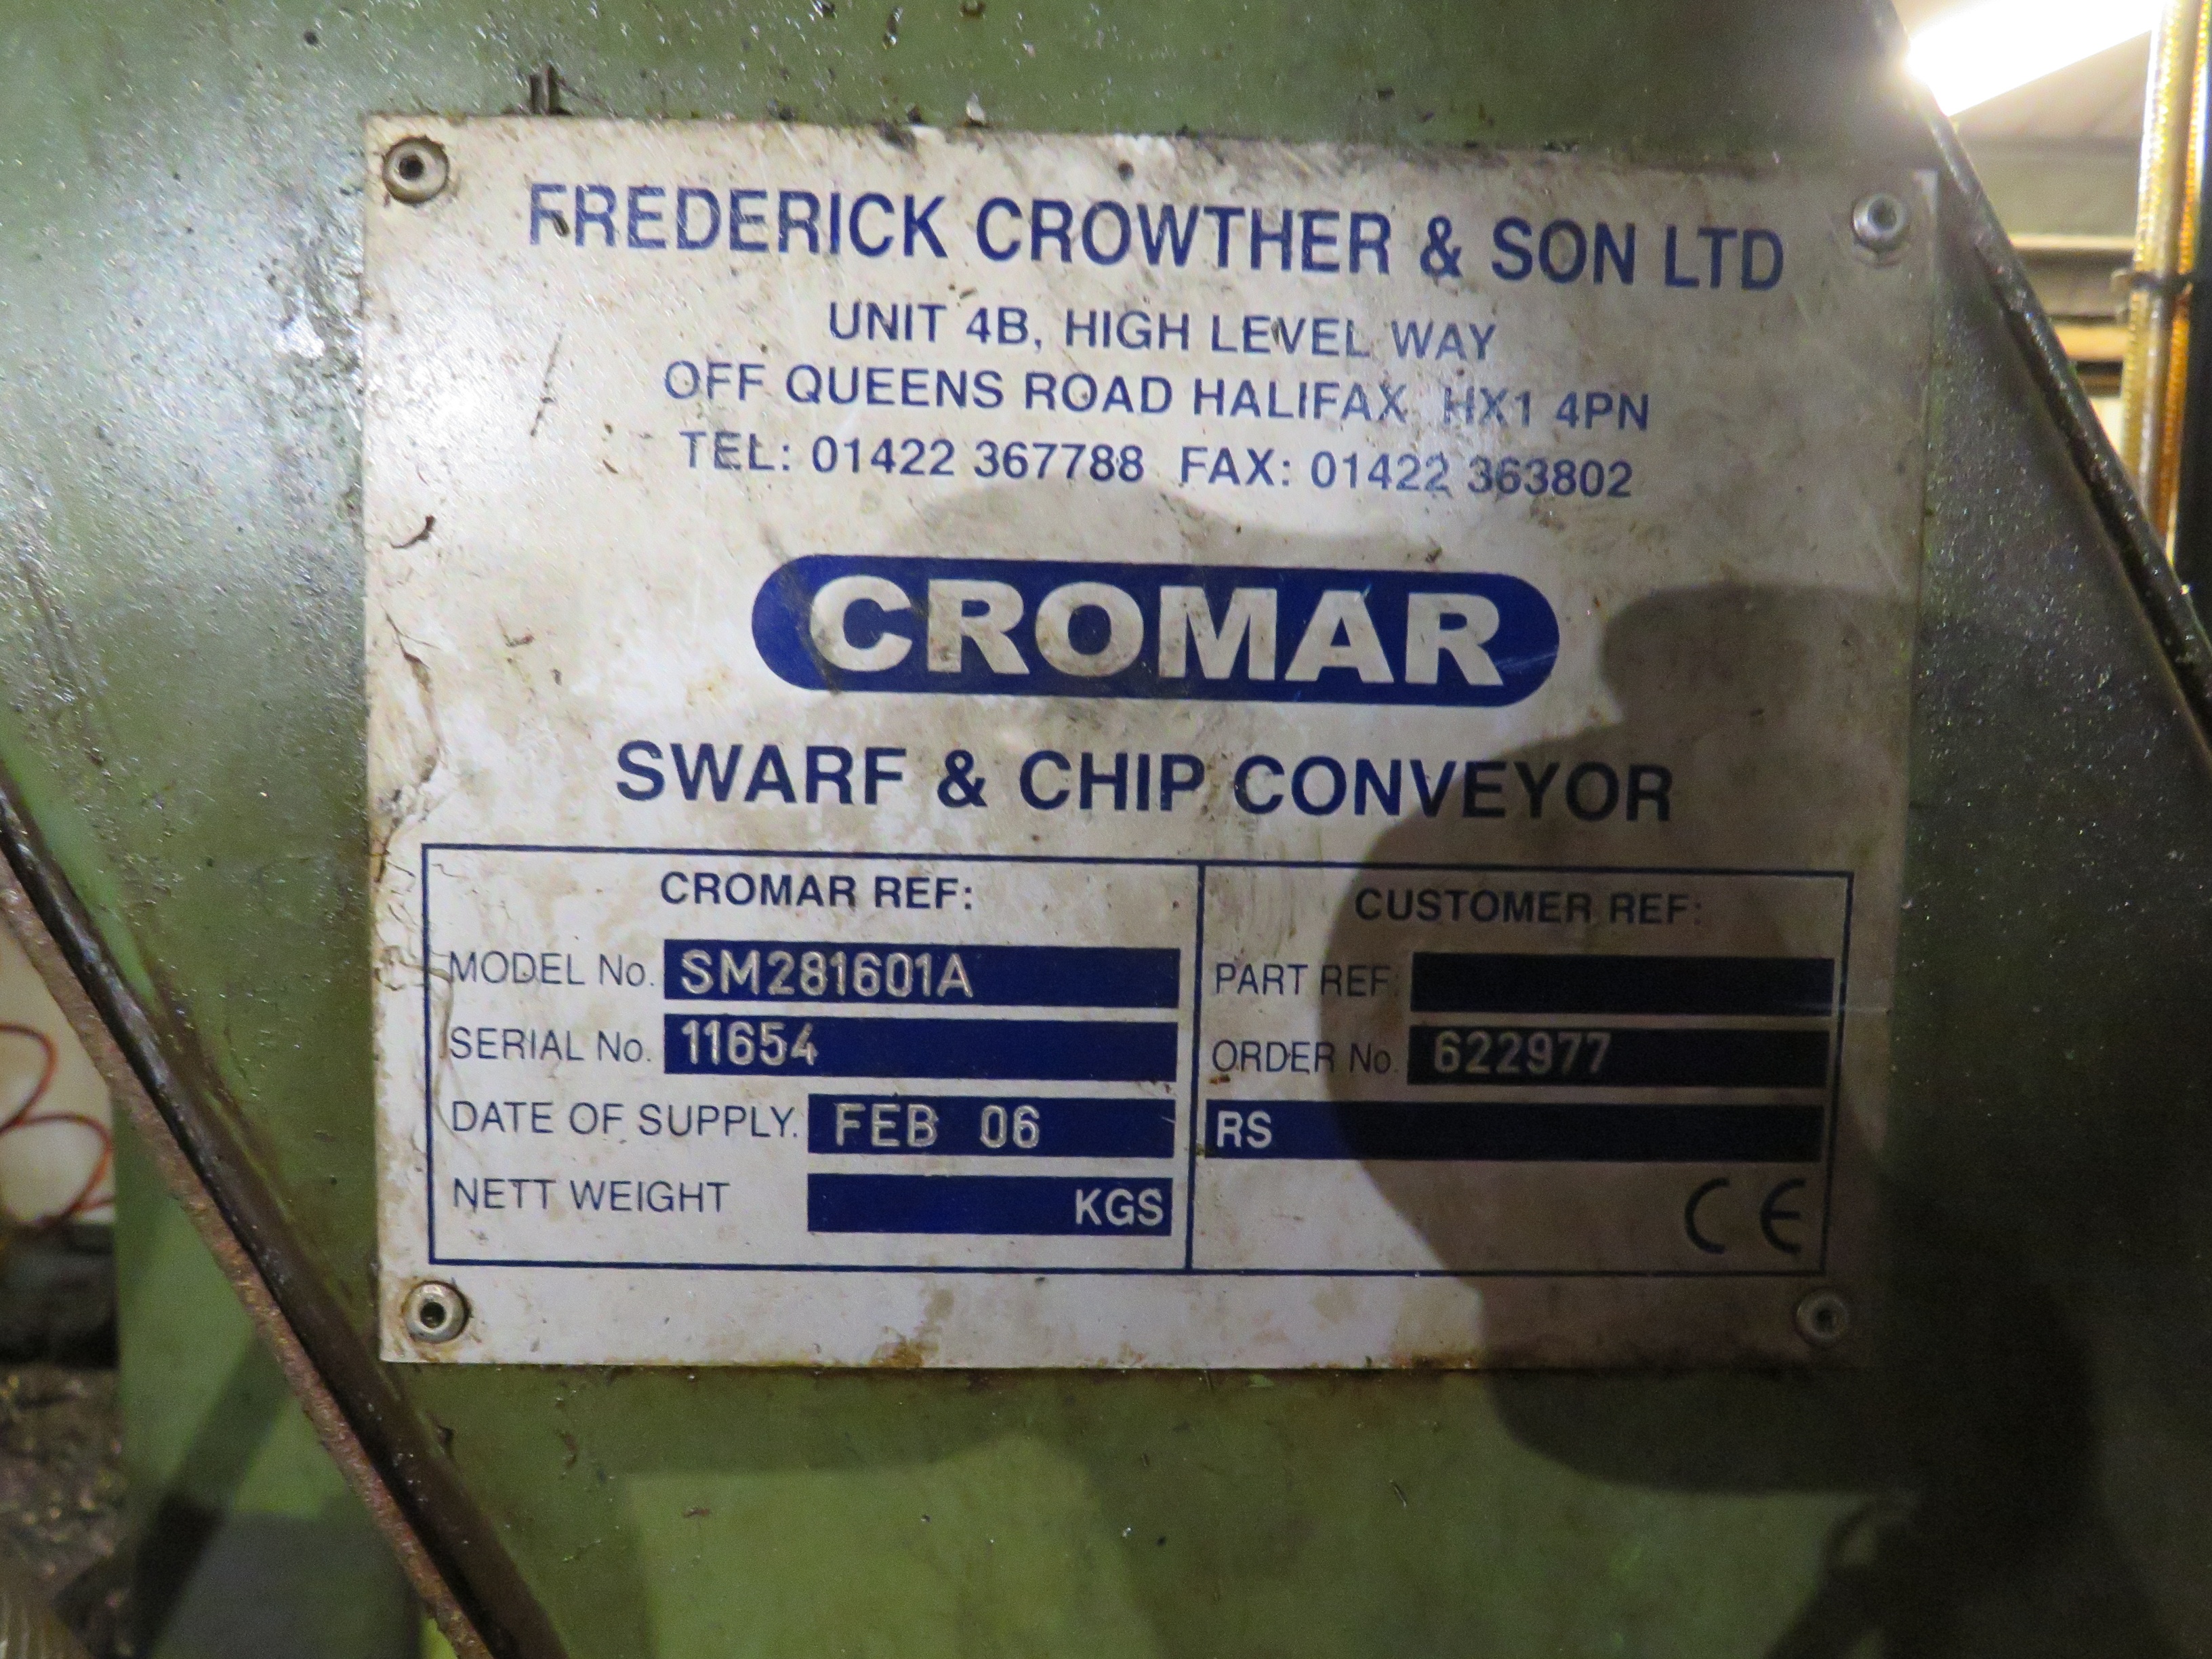 FREDERICK CROWTHER & SON LTD
UNIT 4B, HIGH LEVEL WAY
OFF QUEENS ROAD HALIFAX HX1 4PN
TEL: 01422 367788 FAX: 01422 363802
CROMAR
SWARF & CHIP CONVEYOR
CROMAR REF:
MODEL No. SM281601A
SERIAL No. 11654
DATE OF SUPPLY. FEB 06
NETT WEIGHT KGS
CUSTOMER REF:
PART REF:
ORDER No. 622977
RS
CE